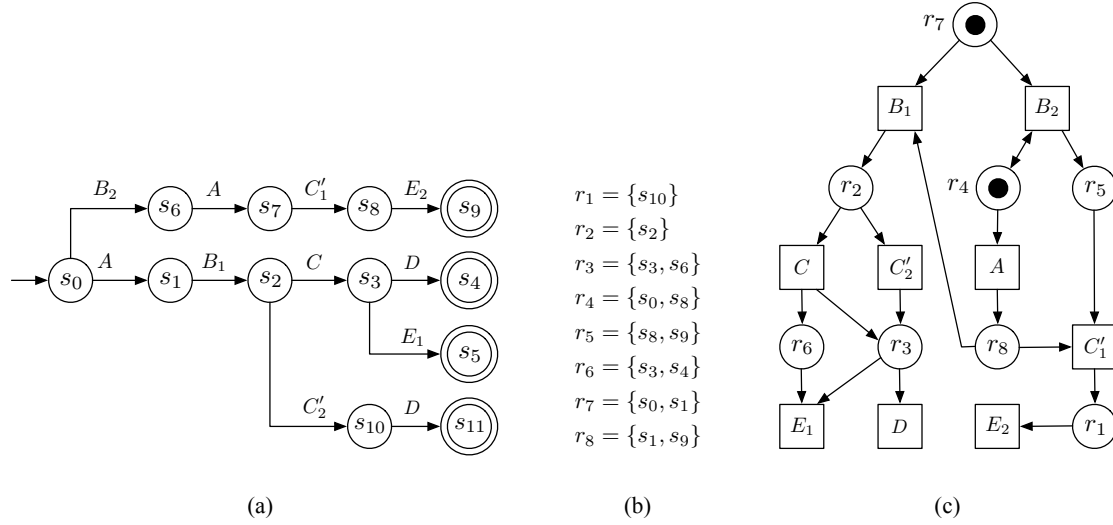 r₇
B₁
B₂
B₂ A C′₁ E₂
s₆ s₇ s₈ s₉
r₂ r₄ r₅
A B₁ C D
s₀ s₁ s₂ s₃ s₄
C C′₂ A
E₁
s₅
r₆ r₃ r₈ C′₁
C′₂ D
s₁₀ s₁₁
E₁ D E₂ r₁
r₁ = {s₁₀}
r₂ = {s₂}
r₃ = {s₃, s₆}
r₄ = {s₀, s₈}
r₅ = {s₈, s₉}
r₆ = {s₃, s₄}
r₇ = {s₀, s₁}
r₈ = {s₁, s₉}
(a) (b) (c)